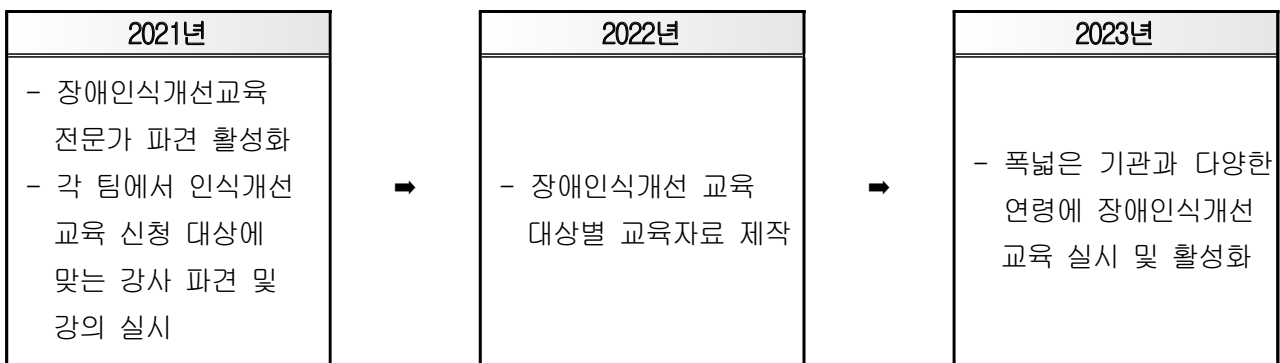 2021년
- 장애인식개선교육
전문가 파견 활성화
- 각 팀에서 인식개선
교육 신청 대상에
맞는 강사 파견 및
강의 실시
➡
2022년
- 장애인식개선 교육
대상별 교육자료 제작
➡
2023년
- 폭넓은 기관과 다양한
연령에 장애인식개선
교육 실시 및 활성화